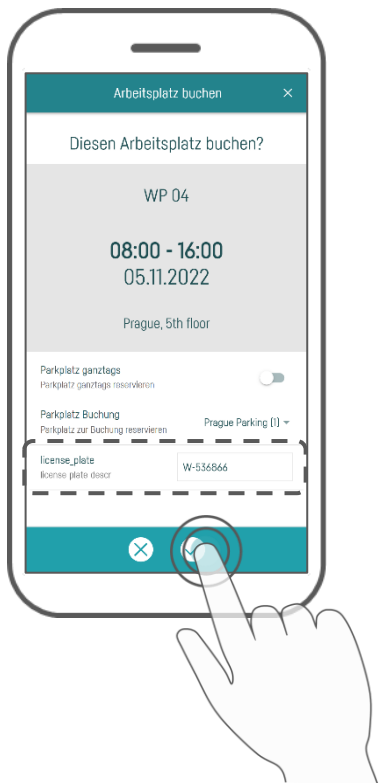 Arbeitsplatz buchen ×
Diesen Arbeitsplatz buchen?
WP 04
08:00 - 16:00
05.11.2022
Prague, 5th floor
Parkplatz ganztags
Parkplatz ganztags reservieren
Parkplatz Buchung
Parkplatz zur Buchung reservieren
Prague Parking (1)
license_plate
license plate descr
W-536866